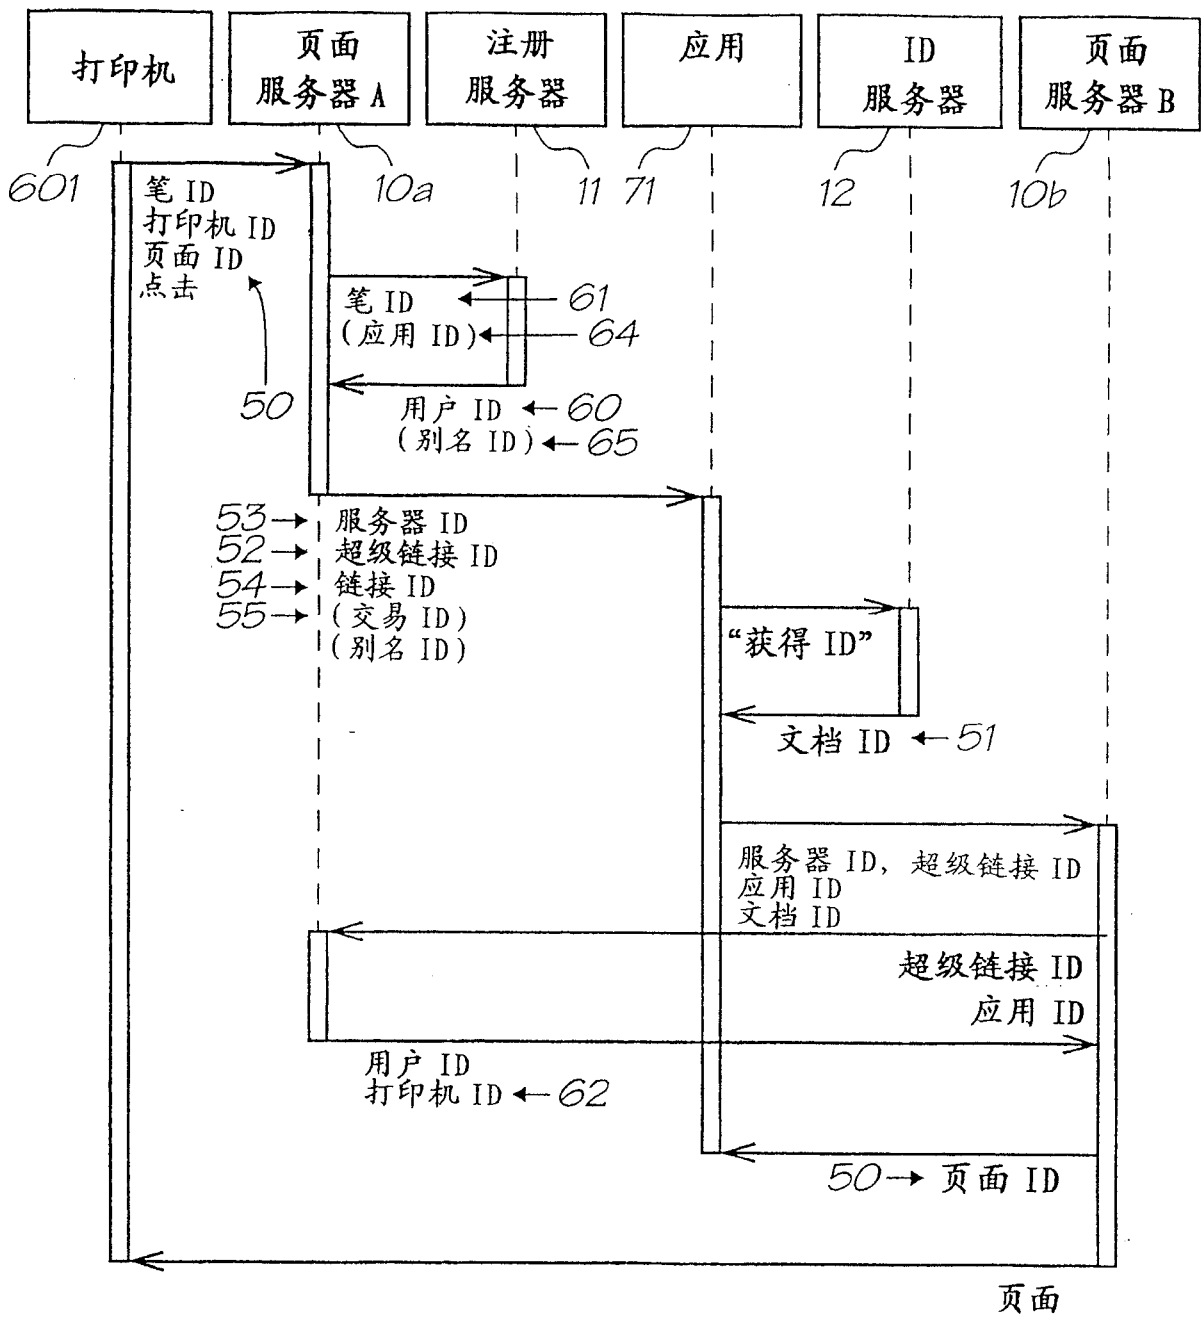 打印机
页面
服务器 A
注册
服务器
应用
ID
服务器
页面
服务器 B
601
10a
11
71
12
10b
笔 ID
打印机 ID
页面 ID
点击
50
笔 ID
61
(应用 ID)
64
用户 ID
60
(别名 ID)
65
53
服务器 ID
52
超级链接 ID
54
链接 ID
55
(交易 ID)
(别名 ID)
“获得 ID”
文档 ID
51
服务器 ID, 超级链接 ID
应用 ID
文档 ID
超级链接 ID
应用 ID
用户 ID
打印机 ID
62
50
页面 ID
页面